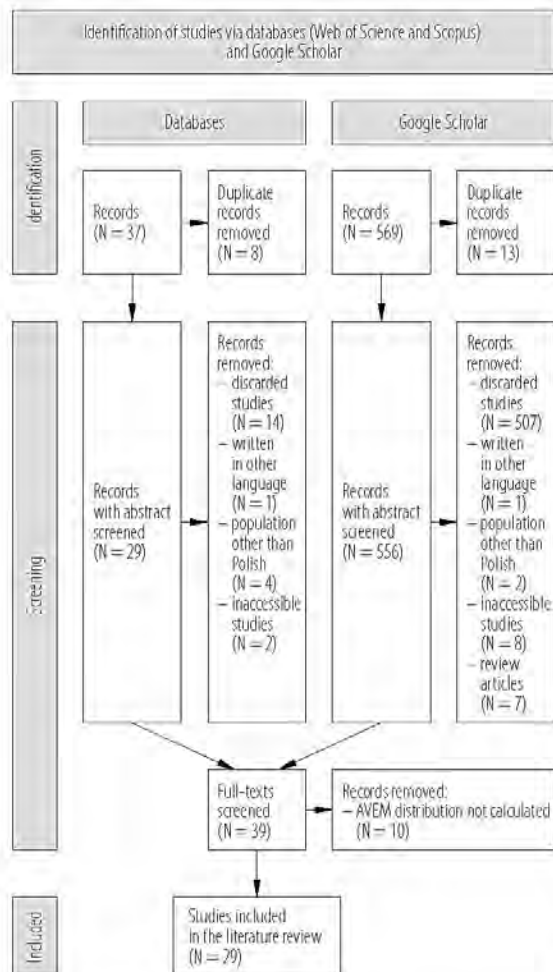 Identification of studies via databases (Web of Science and Scopus)
and Google Scholar
Databases
Google Scholar
Identification
Records
(N = 37)
Duplicate
records
removed
(N = 8)
Records
(N = 569)
Duplicate
records
removed
(N = 13)
Screening
Records
with abstract
screened
(N = 29)
Records
removed:
– discarded
studies
(N = 14)
– written
in other
language
(N = 1)
– population
other than
Polish
(N = 4)
– inaccessible
studies
(N = 2)
Records
with abstract
screened
(N = 556)
Records
removed:
– discarded
studies
(N = 507)
– written
in other
language
(N = 1)
– population
other than
Polish
(N = 2)
– inaccessible
studies
(N = 8)
– review
articles
(N = 7)
Full-texts
screened
(N = 39)
Records removed:
– AVEM distribution not calculated
(N = 10)
Included
Studies included
in the literature review
(N = 29)